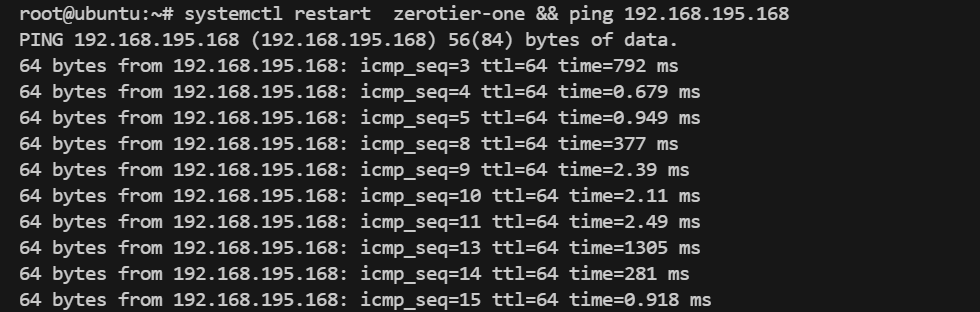 root@ubuntu:~# systemctl restart  zerotier-one && ping 192.168.195.168
PING 192.168.195.168 (192.168.195.168) 56(84) bytes of data.
64 bytes from 192.168.195.168: icmp_seq=3 ttl=64 time=792 ms
64 bytes from 192.168.195.168: icmp_seq=4 ttl=64 time=0.679 ms
64 bytes from 192.168.195.168: icmp_seq=5 ttl=64 time=0.949 ms
64 bytes from 192.168.195.168: icmp_seq=8 ttl=64 time=377 ms
64 bytes from 192.168.195.168: icmp_seq=9 ttl=64 time=2.39 ms
64 bytes from 192.168.195.168: icmp_seq=10 ttl=64 time=2.11 ms
64 bytes from 192.168.195.168: icmp_seq=11 ttl=64 time=2.49 ms
64 bytes from 192.168.195.168: icmp_seq=13 ttl=64 time=1305 ms
64 bytes from 192.168.195.168: icmp_seq=14 ttl=64 time=281 ms
64 bytes from 192.168.195.168: icmp_seq=15 ttl=64 time=0.918 ms